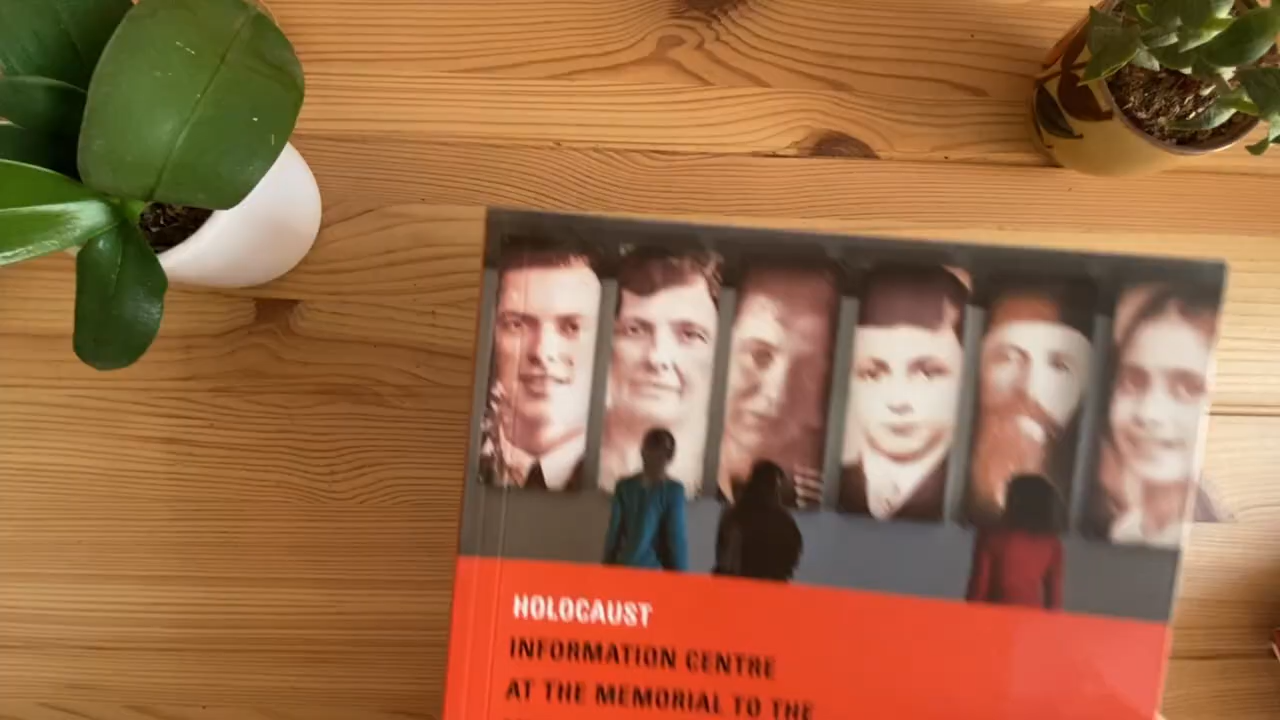 HOLOCAUST
INFORMATION CENTRE
AT THE MEMORIAL TO THE